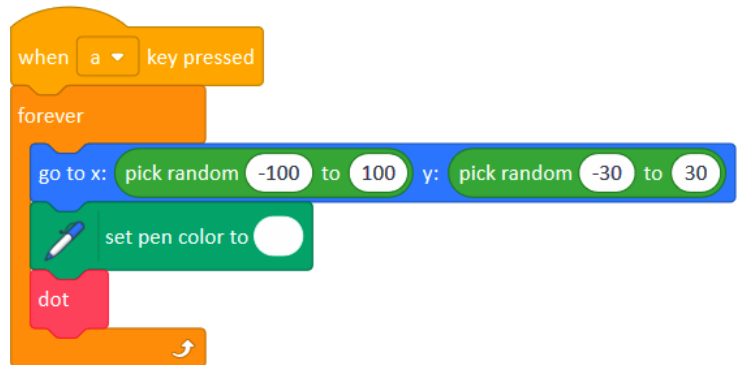 when a key pressed
forever
go to x: pick random -100 to 100 y: pick random -30 to 30
set pen color to
dot